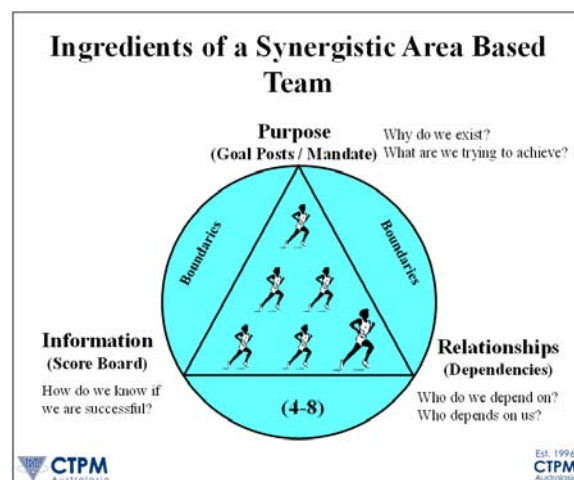 Ingredients of a Synergistic Area Based
Team
Purpose
(Goal Posts / Mandate)
Why do we exist?
What are we trying to achieve?
Boundaries
Boundaries
Information
(Score Board)
How do we know if
we are successful?
Relationships
(Dependencies)
Who do we depend on?
Who depends on us?
(4-8)
CTPM
Australasia
Est. 1996
CTPM
Australasia